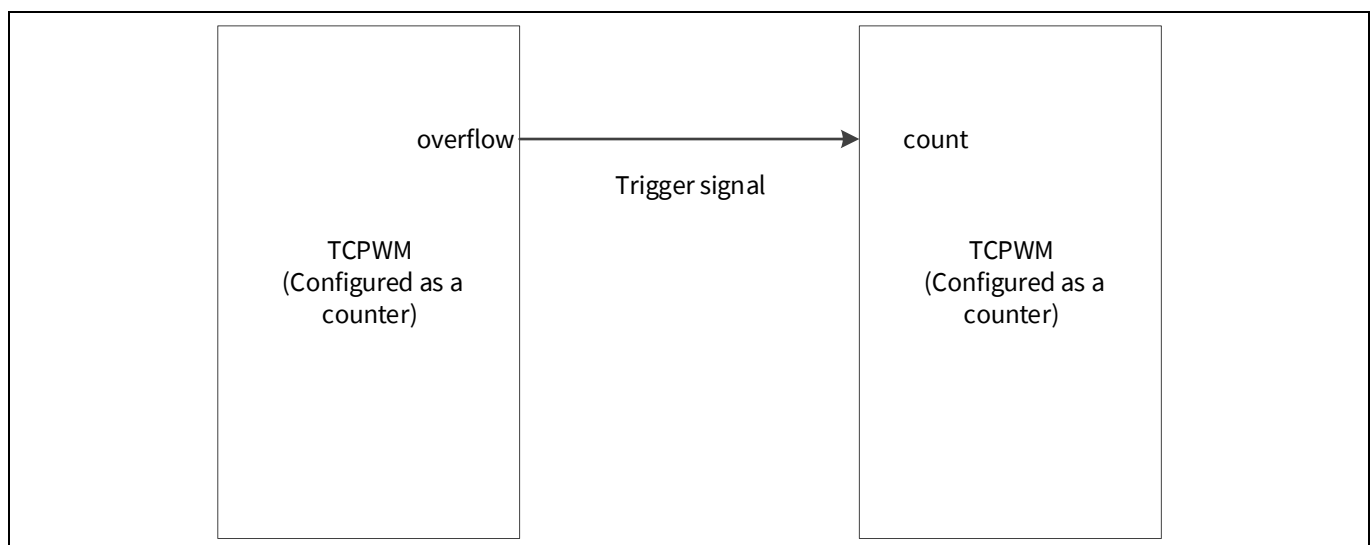 overflow
count
Trigger signal
TCPWM
(Configured as a
counter)
TCPWM
(Configured as a
counter)